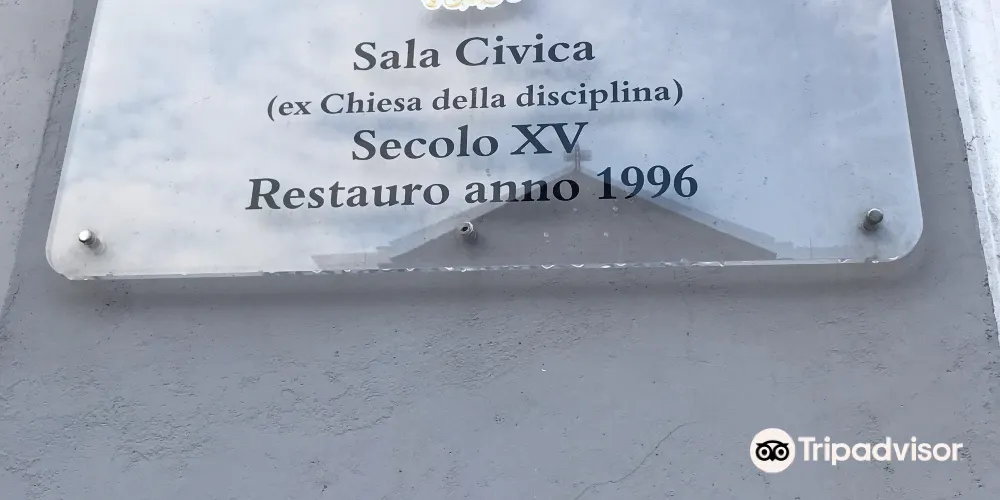 Sala Civica
(ex Chiesa della disciplina)
Secolo XV
Restauro anno 1996
Tripadvisor